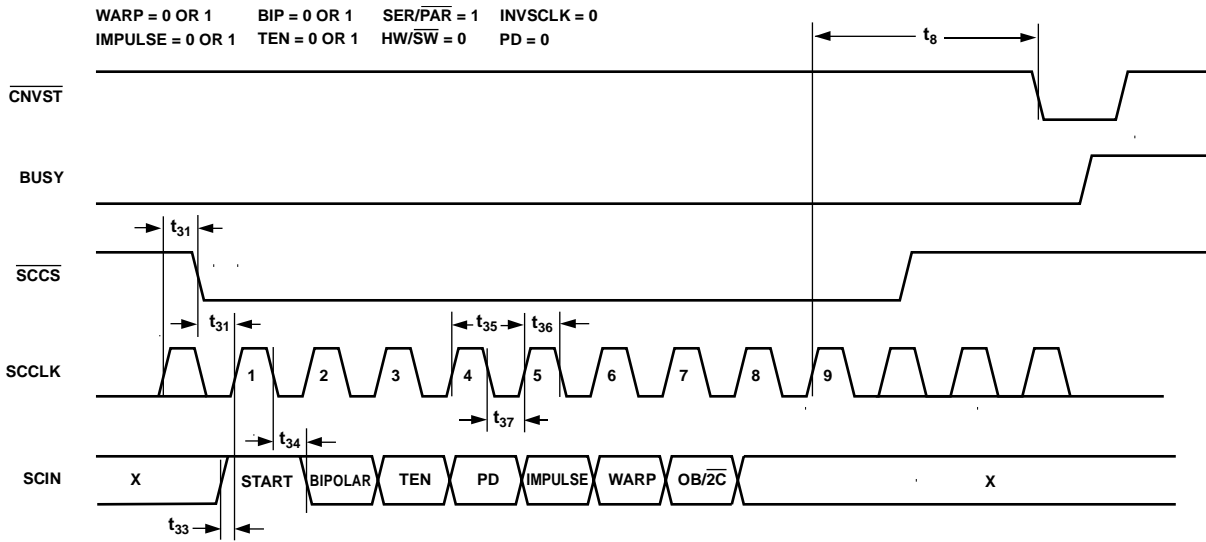 WARP = 0 OR 1 BIP = 0 OR 1 SER/PAR = 1 INVSCLK = 0
IMPULSE = 0 OR 1 TEN = 0 OR 1 HW/SW = 0 PD = 0
t8
CNVST
BUSY
t31
SCCS
t31 t35 t36
SCCLK 1 2 3 4 5 6 7 8 9
t37
t34
SCIN X START BIPOLAR TEN PD IMPULSE WARP OB/2C X
t33